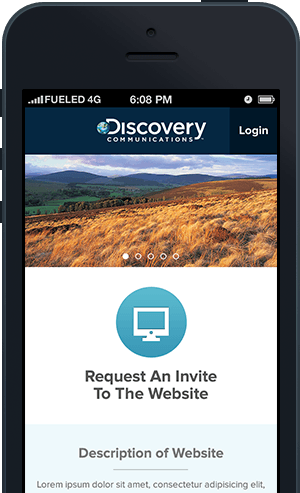 FUELED 4G 6:08 PM
Discovery Login
COMMUNICATIONS™
Request An Invite
To The Website
Description of Website
Lorem ipsum dolor sit amet, consectetur adipisicing elit,